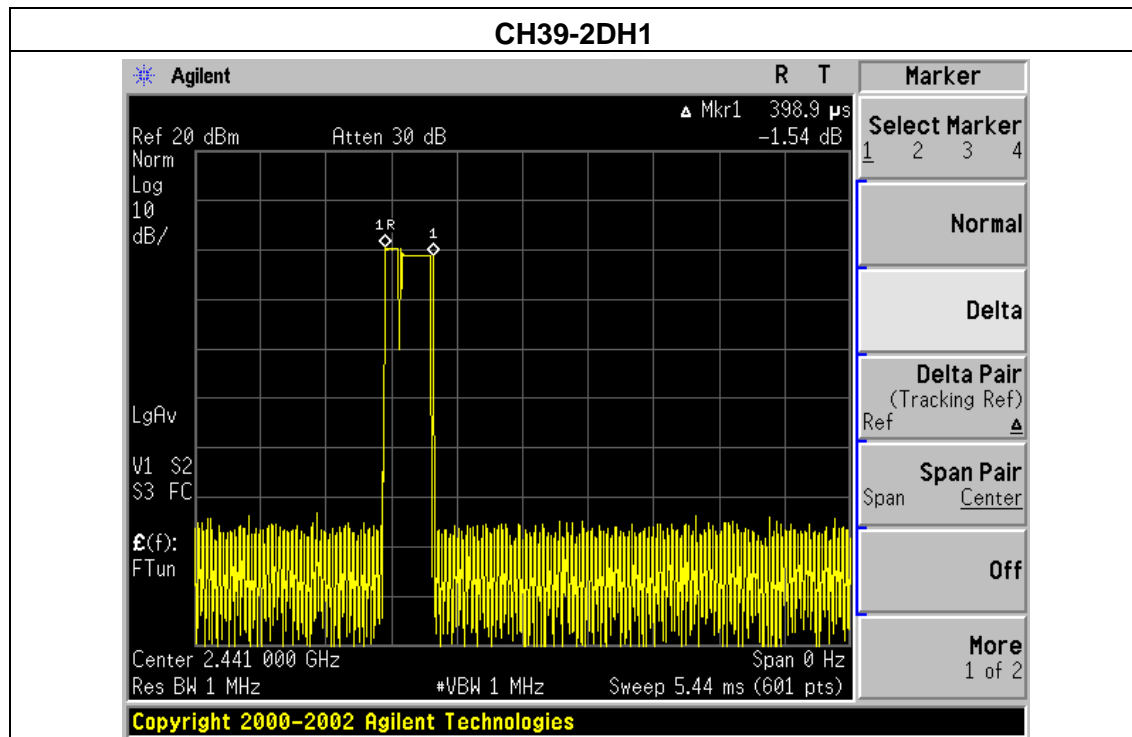 CH39-2DH1
Agilent R T
Marker
Δ Mkr1 398.9 µs
Ref 20 dBm Atten 30 dB -1.54 dB
Norm
Log
10
dB/
1R
1
LgAv
V1 S2
S3 FC
£(f):
FTun
Center 2.441 000 GHz Span 0 Hz
Res BW 1 MHz #VBW 1 MHz Sweep 5.44 ms (601 pts)
Select Marker
1 2 3 4
Normal
Delta
Delta Pair
(Tracking Ref)
Ref Δ
Span Pair
Span Center
Off
More
1 of 2
Copyright 2000-2002 Agilent Technologies